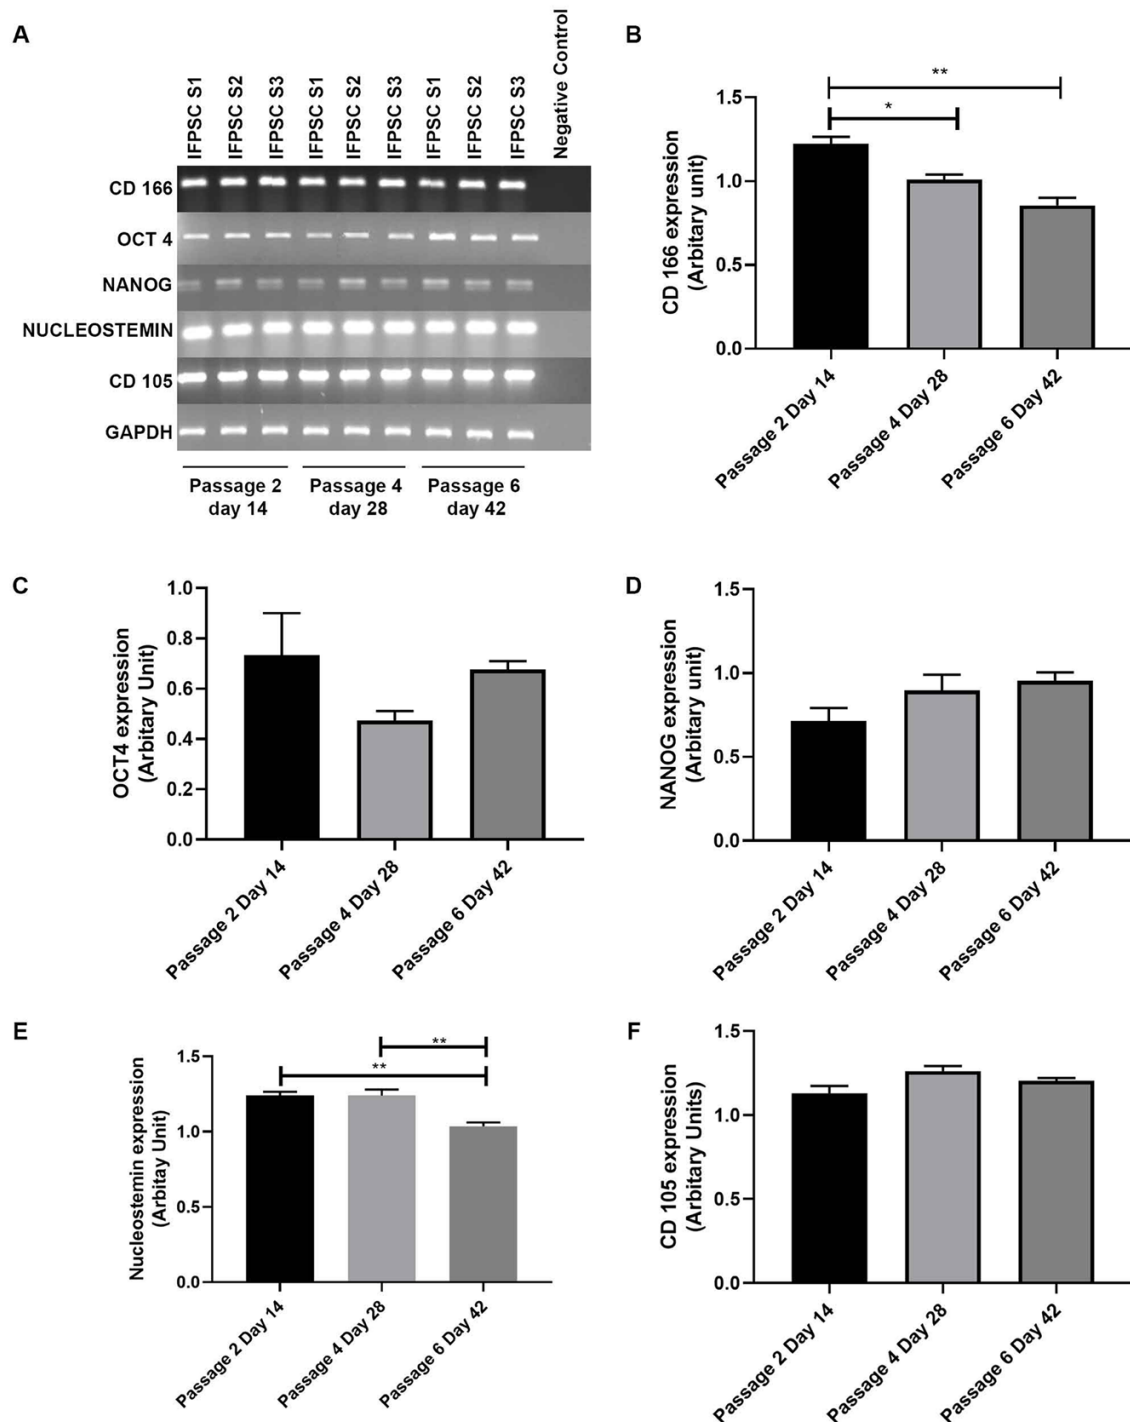 A
IFPSC S1
IFPSC S2
IFPSC S3
IFPSC S1
IFPSC S2
IFPSC S3
IFPSC S1
IFPSC S2
IFPSC S3
Negative Control
CD 166
OCT 4
NANOG
NUCLEOSTEMIN
CD 105
GAPDH
Passage 2
day 14
Passage 4
day 28
Passage 6
day 42
B
**
*
CD 166 expression
(Arbitary unit)
1.5
1.0
0.5
0.0
Passage 2 Day 14
Passage 4 Day 28
Passage 6 Day 42
C
OCT4 expression
(Arbitary Unit)
1.0
0.8
0.6
0.4
0.2
0.0
Passage 2 Day 14
Passage 4 Day 28
Passage 6 Day 42
D
NANOG expression
(Arbitary unit)
1.5
1.0
0.5
0.0
Passage 2 Day 14
Passage 4 Day 28
Passage 6 Day 42
E
**
**
Nucleostemin expression
(Arbitay Unit)
1.5
1.0
0.5
0.0
Passage 2 Day 14
Passage 4 Day 28
Passage 6 Day 42
F
CD 105 expression
(Arbitary Units)
1.5
1.0
0.5
0.0
Passage 2 Day 14
Passage 4 Day 28
Passage 6 Day 42